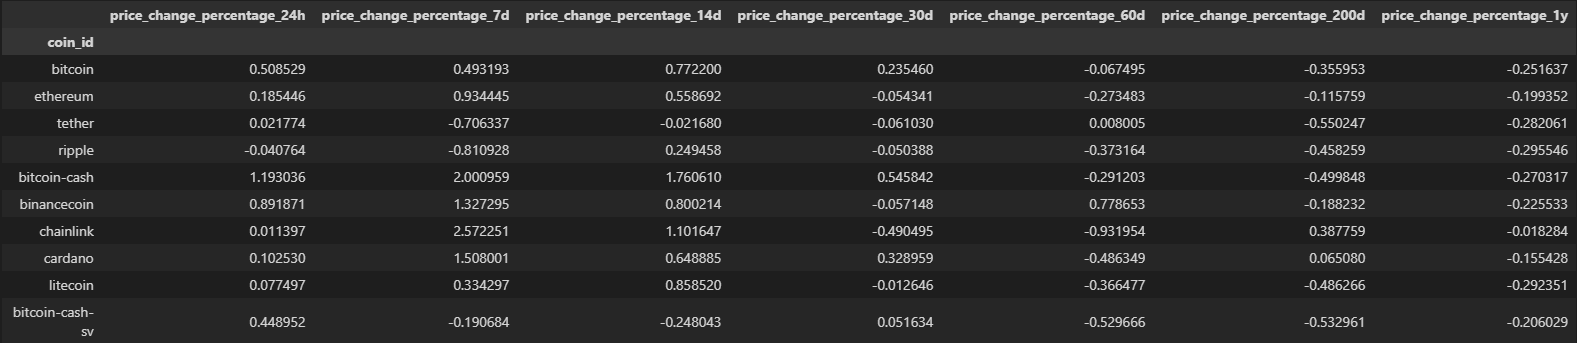 price_change_percentage_24h price_change_percentage_7d price_change_percentage_14d price_change_percentage_30d price_change_percentage_60d price_change_percentage_200d price_change_percentage_1y
coin_id
bitcoin 0.508529 0.493193 0.772200 0.235460 -0.067495 -0.355953 -0.251637
ethereum 0.185446 0.934445 0.558692 -0.054341 -0.273483 -0.115759 -0.199352
tether 0.021774 -0.706337 -0.021680 -0.061030 0.008005 -0.550247 -0.282061
ripple -0.040764 -0.810928 0.249458 -0.050388 -0.373164 -0.458259 -0.295546
bitcoin-cash 1.193036 2.000959 1.760610 0.545842 -0.291203 -0.499848 -0.270317
binancecoin 0.891871 1.327295 0.800214 -0.057148 0.778653 -0.188232 -0.225533
chainlink 0.011397 2.572251 1.101647 -0.490495 -0.931954 0.387759 -0.018284
cardano 0.102530 1.508001 0.648885 0.328959 -0.486349 0.065080 -0.155428
litecoin 0.077497 0.334297 0.858520 -0.012646 -0.366477 -0.486266 -0.292351
bitcoin-cash-
sv 0.448952 -0.190684 -0.248043 0.051634 -0.529666 -0.532961 -0.206029